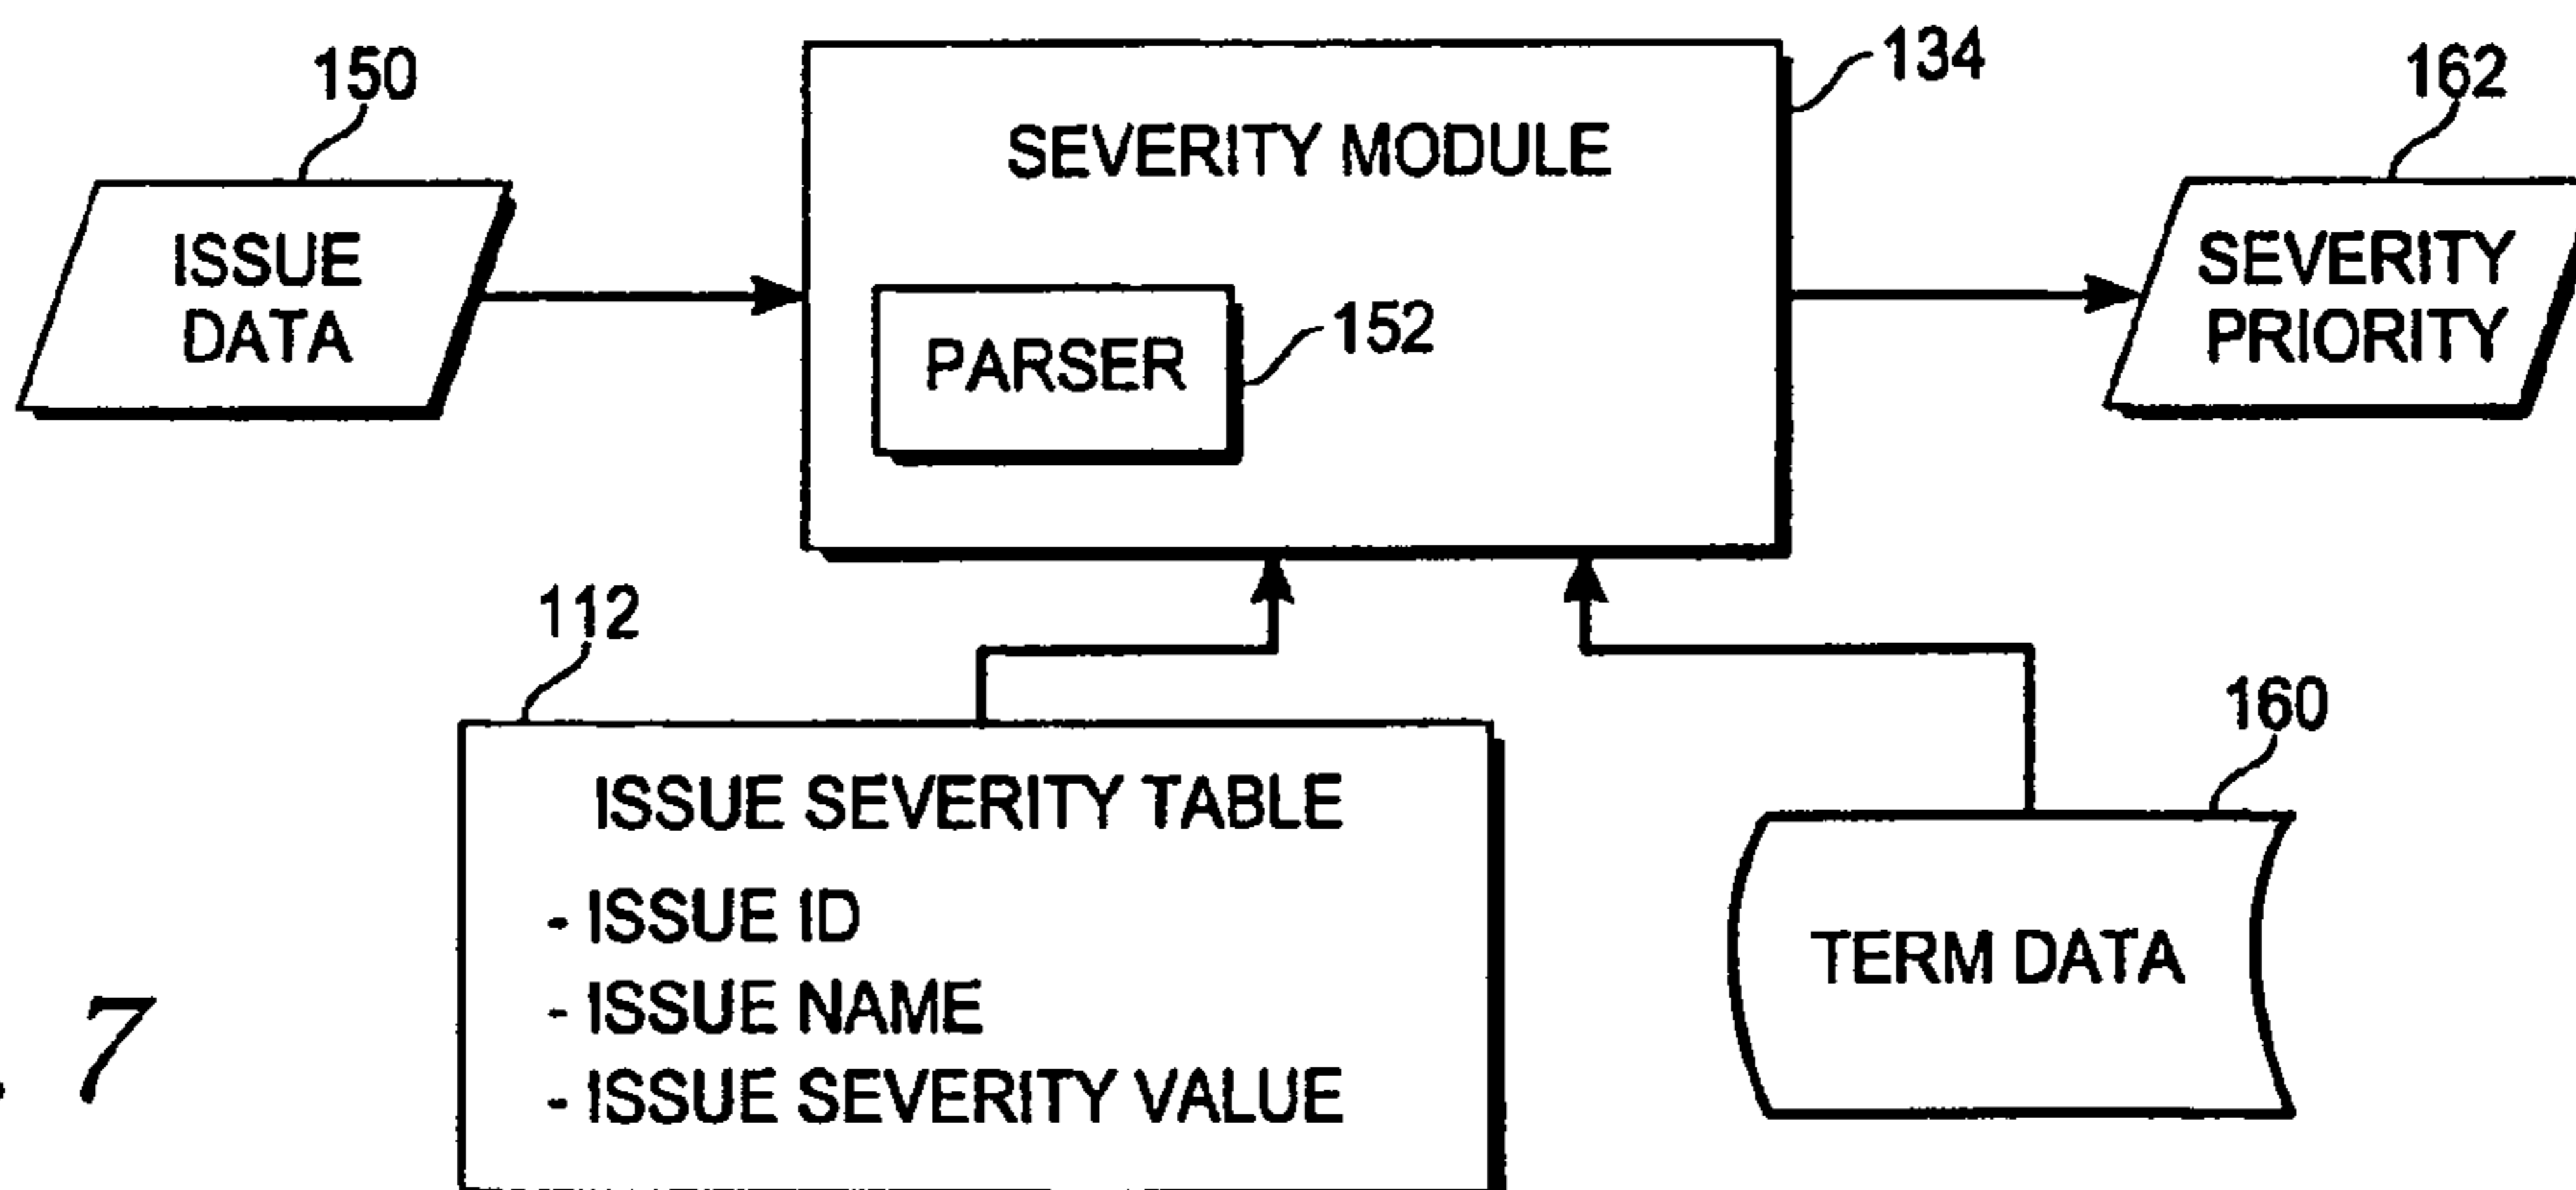 150
134
162
SEVERITY MODULE
ISSUE
DATA
PARSER
152
SEVERITY
PRIORITY
112
160
ISSUE SEVERITY TABLE
- ISSUE ID
- ISSUE NAME
- ISSUE SEVERITY VALUE
TERM DATA
. 7